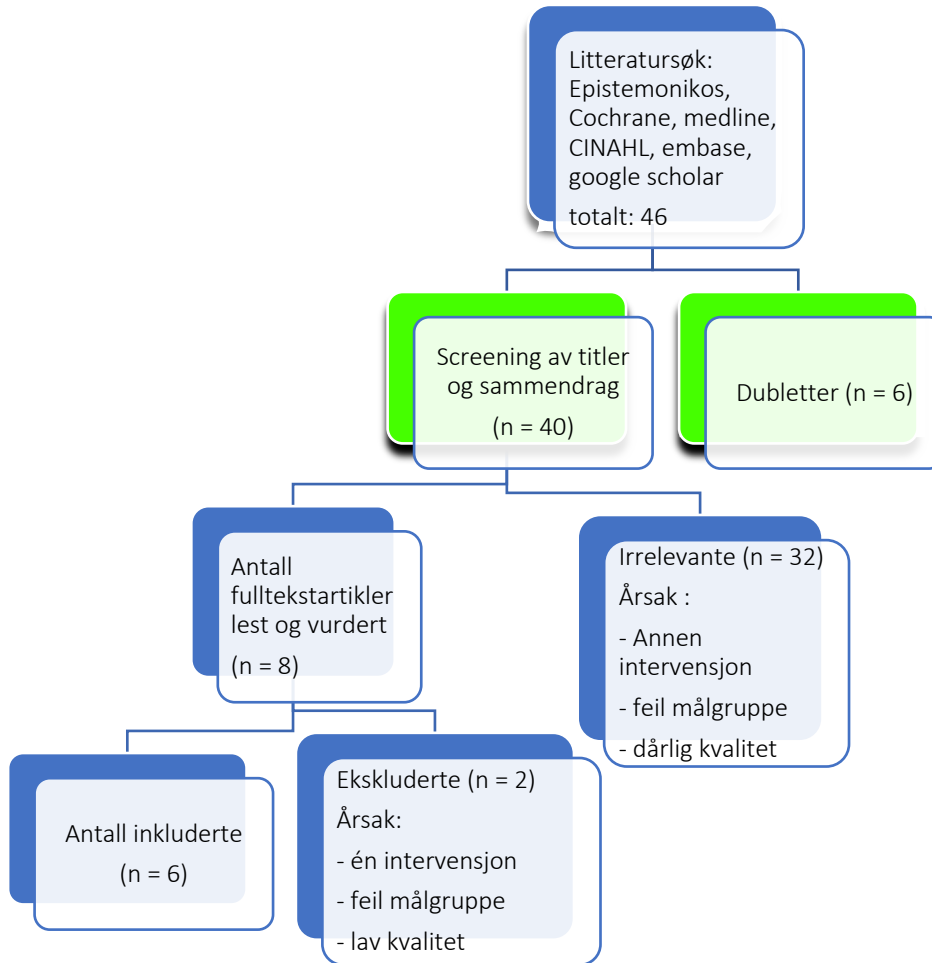 Litteratursøk:
Epistemonikos,
Cochrane, medline,
CINAHL, embase,
google scholar
totalt: 46
Screening av titler
og sammendrag
(n = 40)
Dubletter (n = 6)
Antall
fulltekstartikler
lest og vurdert
(n = 8)
Irrelevante (n = 32)
Årsak :
- Annen
intervensjon
- feil målgruppe
- dårlig kvalitet
Antall inkluderte
(n = 6)
Ekskluderte (n = 2)
Årsak:
- én intervensjon
- feil målgruppe
- lav kvalitet